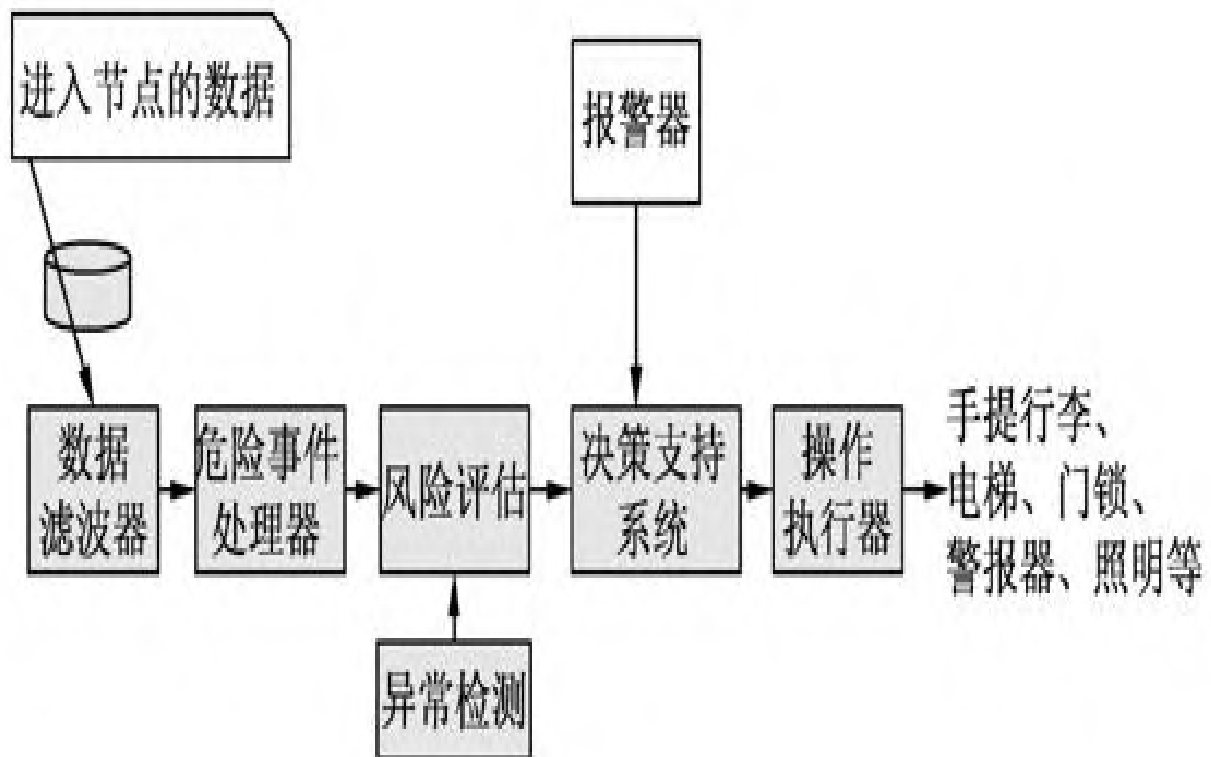 进入节点的数据
报警器
数据
滤波器
危险事件
处理器
风险评估
决策支持
系统
操作
执行器
手提行李、
电梯、门锁、
警报器、照明等
异常检测